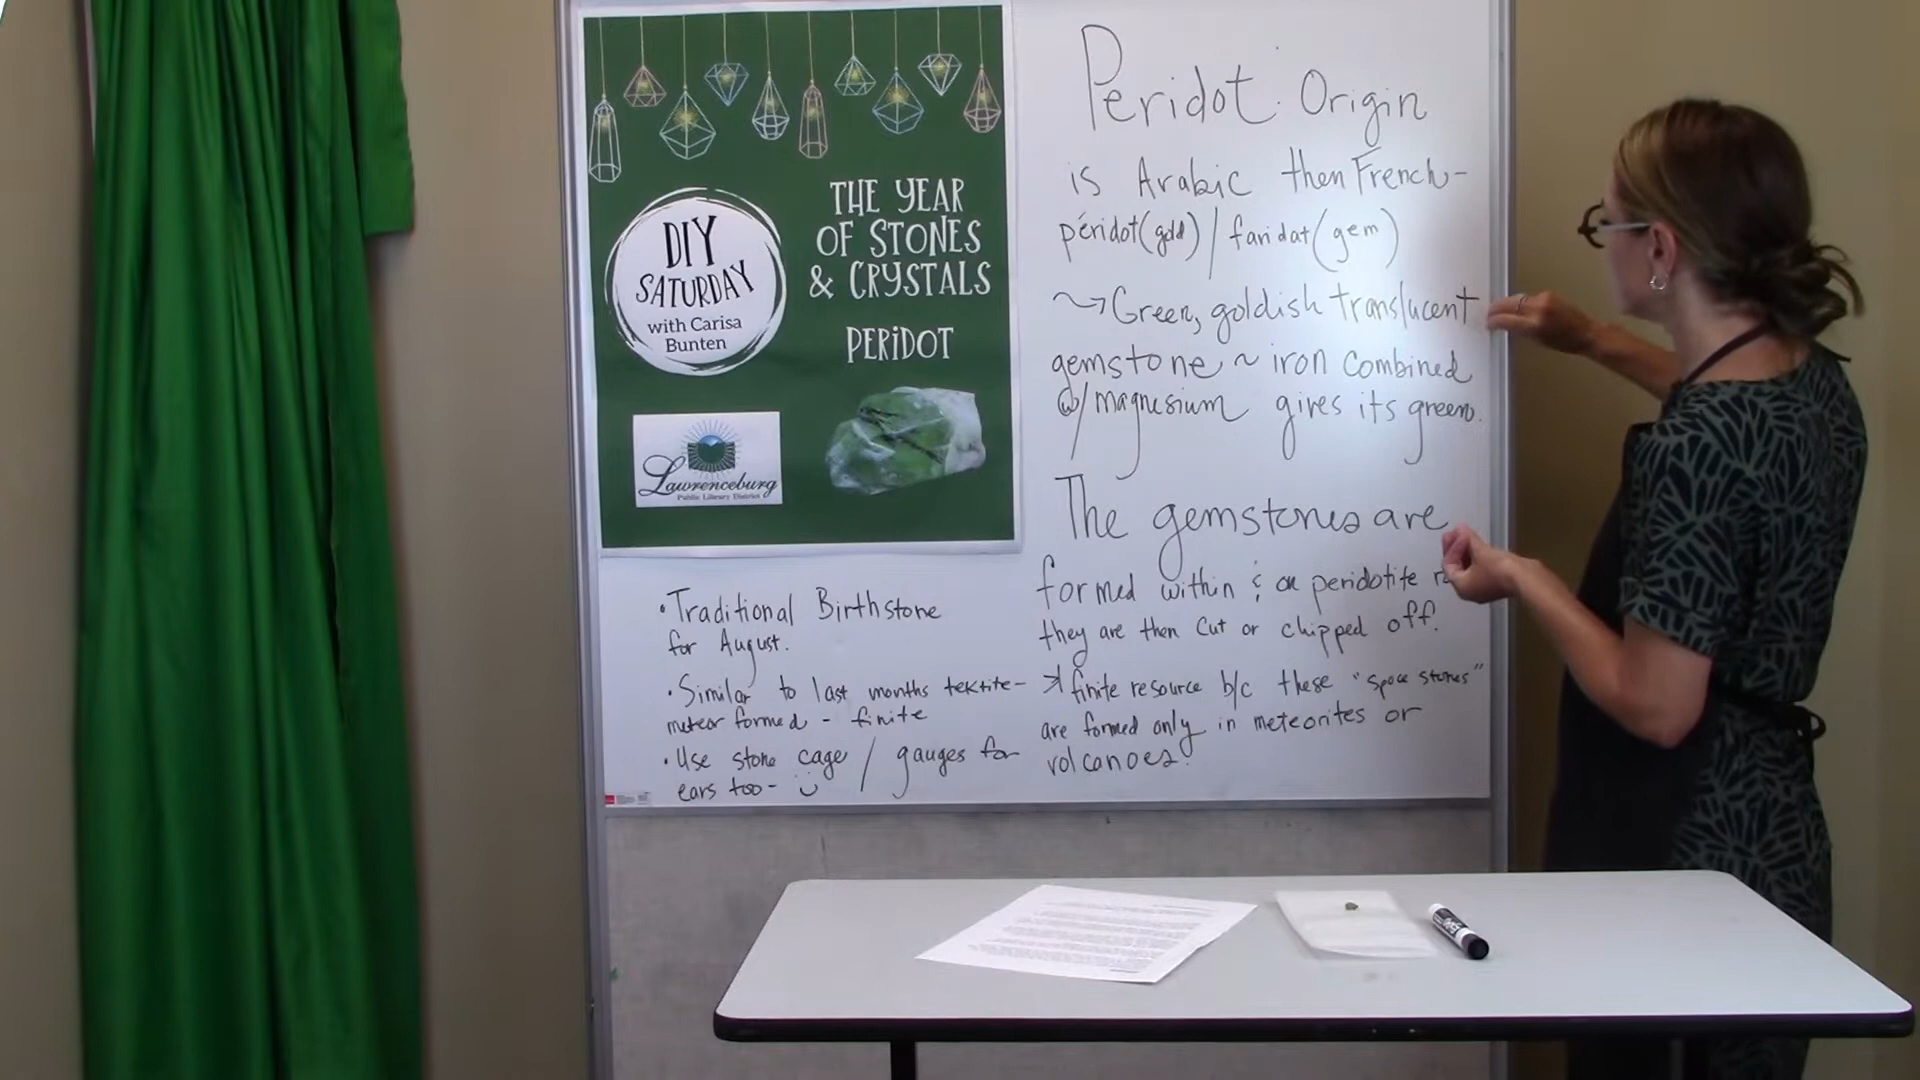 DIY
SATURDAY
with Carisa
Bunten
THE YEAR
OF STONES
& CRYSTALS
PERIDOT
Lawrenceburg
Public Library District
Peridot Origin
is Arabic then French-
péridot (gold) / faridat (gem)
~→ Green, goldish translucent
gemstone ~ iron combined
w/ magnesium gives its green.
The gemstones are
formed within & on peridotite
they are then cut or chipped off.
finite resource b/c these "space stones"
are formed only in meteorites or
volcanoes.
• Traditional Birthstone
for August.
• Similar to last months tektite-
meteor formed - finite
• Use stone cage / gauges for
ears too-
EXPO